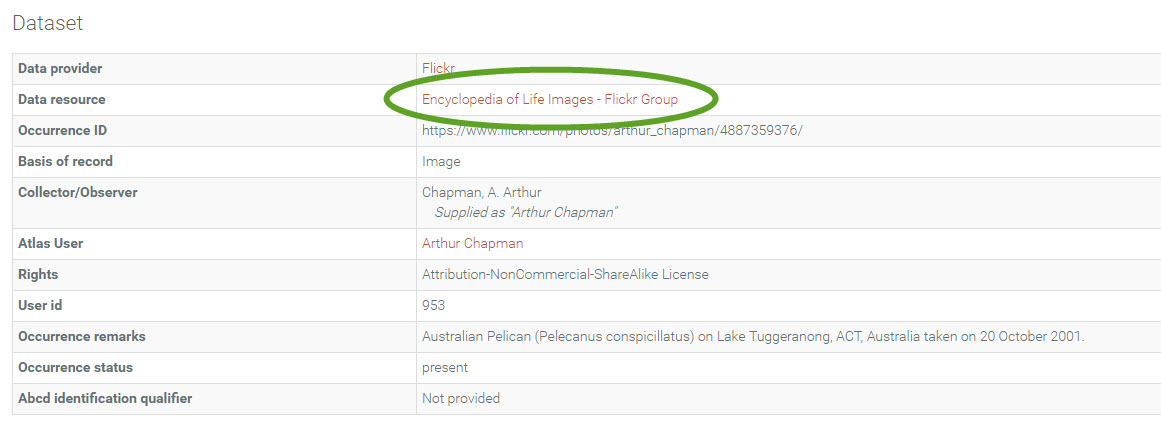 Dataset
Data provider Flickr
Data resource Encyclopedia of Life Images - Flickr Group
Occurrence ID https://www.flickr.com/photos/arthur_chapman/4887359376/
Basis of record Image
Collector/Observer Chapman, A. Arthur
Supplied as "Arthur Chapman"
Atlas User Arthur Chapman
Rights Attribution-NonCommercial-ShareAlike License
User id 953
Occurrence remarks Australian Pelican (Pelecanus conspicillatus) on Lake Tuggeranong, ACT, Australia taken on 20 October 2001.
Occurrence status present
Abcd identification qualifier Not provided